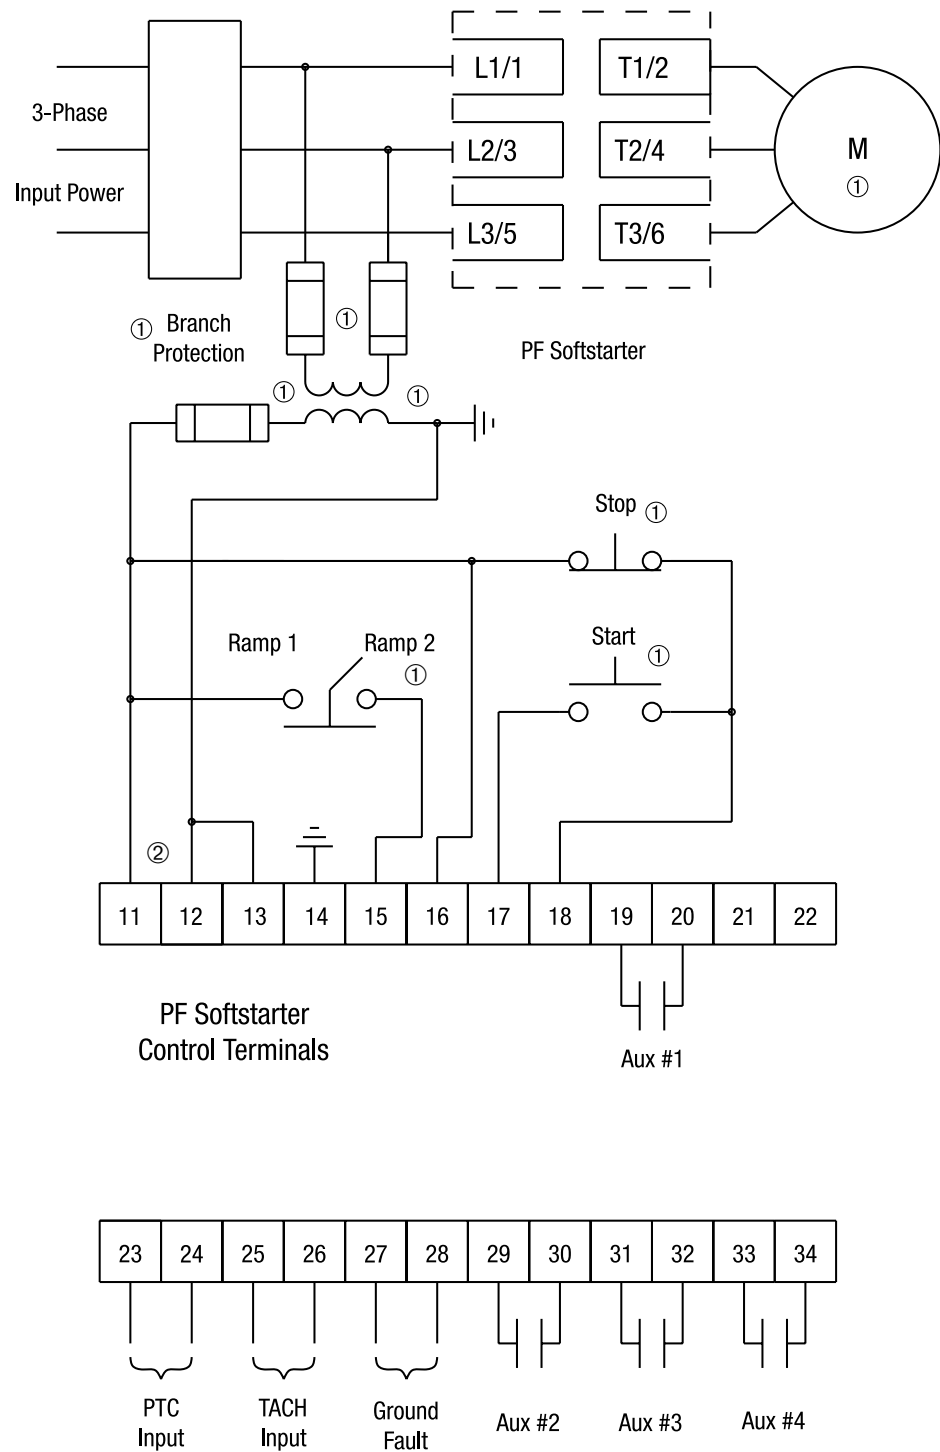 L1/1 T1/2
3-Phase
L2/3 T2/4 M
①
Input Power
L3/5 T3/6
① Branch
Protection
①
PF Softstarter
① ①
Stop ①
Start ①
Ramp 1 Ramp 2 ①
②
11 12 13 14 15 16 17 18 19 20 21 22
PF Softstarter
Control Terminals
Aux #1
23 24 25 26 27 28 29 30 31 32 33 34
PTC
Input
TACH
Input
Ground
Fault
Aux #2 Aux #3 Aux #4